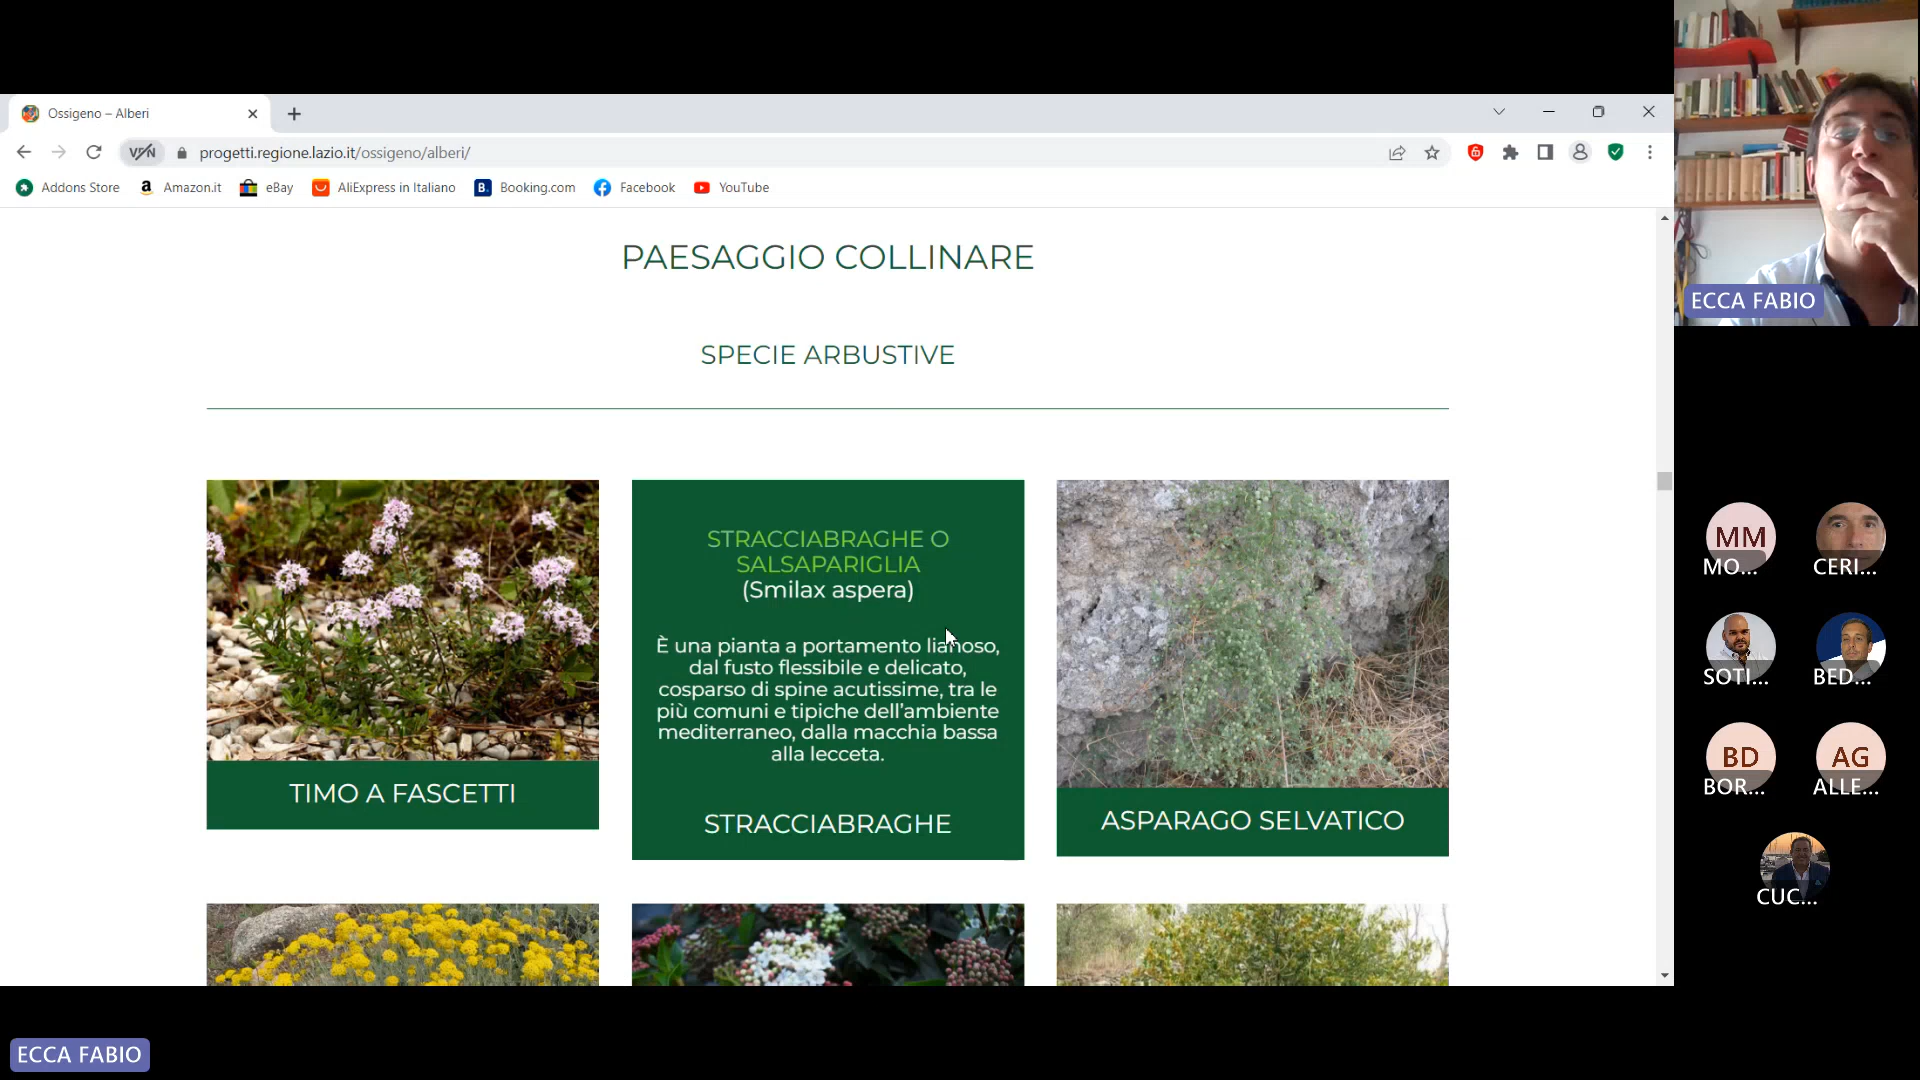 Ossigeno – Alberi
VPN
progetti.regione.lazio.it/ossigeno/alberi/
Addons Store
Amazon.it
eBay
AliExpress in Italiano
B.
Booking.com
Facebook
YouTube
PAESAGGIO COLLINARE
SPECIE ARBUSTIVE
TIMO A FASCETTI
STRACCIABRAGHE O
SALSAPARIGLIA
(Smilax aspera)
È una pianta a portamento lianoso,
dal fusto flessibile e delicato,
cosparso di spine acutissime, tra le
più comuni e tipiche dell'ambiente
mediterraneo, dalla macchia bassa
alla lecceta.
STRACCIABRAGHE
ASPARAGO SELVATICO
ECCA FABIO
MM
MO...
CERI...
SOTI...
BED...
BD
BOR...
AG
ALLE...
CUC...
ECCA FABIO